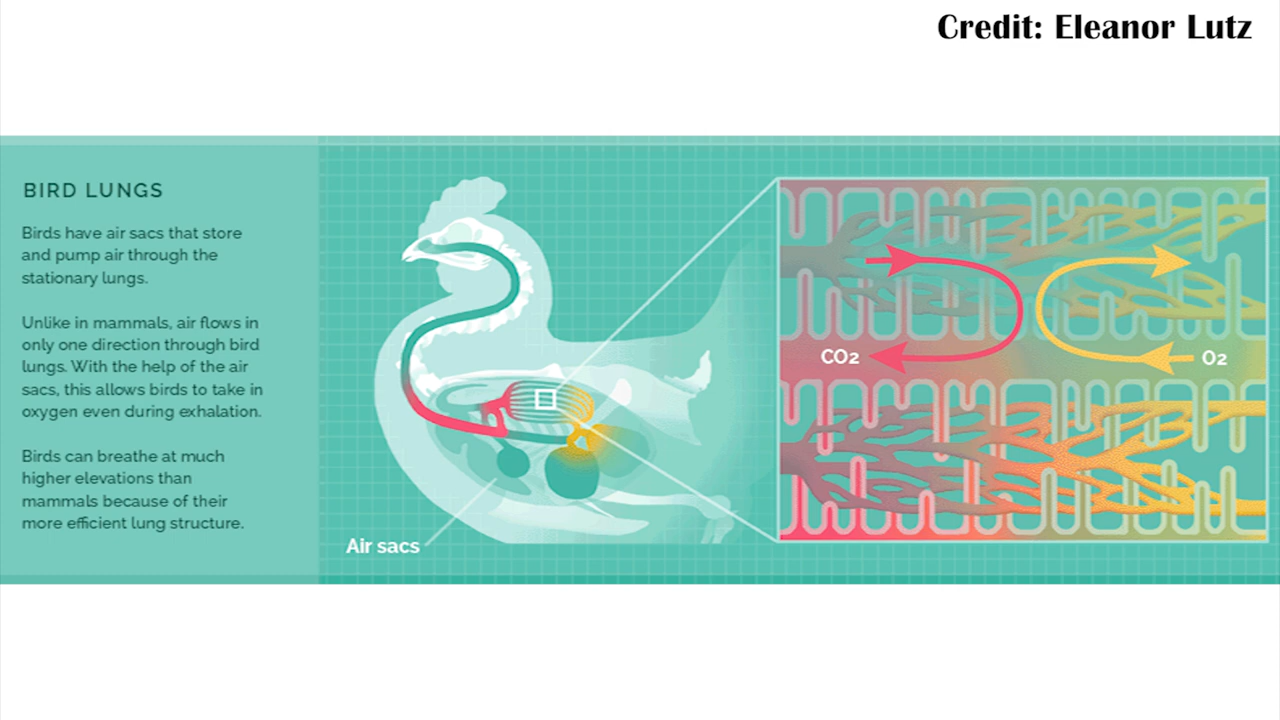 Credit: Eleanor Lutz
BIRD LUNGS
Birds have air sacs that store
and pump air through the
stationary lungs.
Unlike in mammals, air flows in
only one direction through bird
lungs. With the help of the air
sacs, this allows birds to take in
oxygen even during exhalation.
Birds can breathe at much
higher elevations than
mammals because of their
more efficient lung structure.
Air sacs
CO2
O2